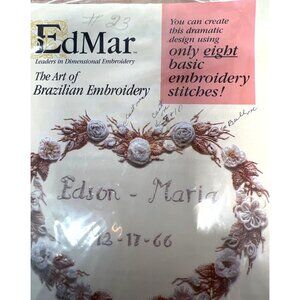 # 23
EdMar™
Leaders in Dimensional Embroidery
The Art of
Brazilian Embroidery
You can create
this dramatic
design using
only eight
basic
embroidery
stitches!
Edson - Maria
12-17-66